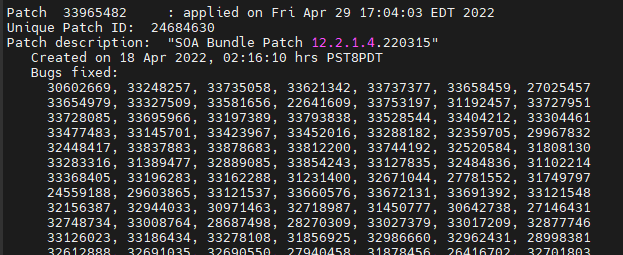 Patch  33965482     : applied on Fri Apr 29 17:04:03 EDT 2022
Unique Patch ID:  24684630
Patch description:  "SOA Bundle Patch 12.2.1.4.220315"
   Created on 18 Apr 2022, 02:16:10 hrs PST8PDT
   Bugs fixed:
     30602669, 33248257, 33735058, 33621342, 33737377, 33658459, 27025457
     33654979, 33327509, 33581656, 22641609, 33753197, 31192457, 33727951
     33728085, 33695966, 33197389, 33793838, 33528544, 33404212, 33304461
     33477483, 33145701, 33423967, 33452016, 33288182, 32359705, 29967832
     32448417, 33837883, 33878683, 33812200, 33744192, 32520584, 31808130
     33283316, 31389477, 32889085, 33854243, 33127835, 32484836, 31102214
     33368405, 33196283, 33162288, 31231400, 32671044, 27781552, 31749797
     24559188, 29603865, 33121537, 33660576, 33672131, 33691392, 33121548
     32156387, 32944033, 30971463, 32718987, 31450777, 30642738, 27146431
     32748734, 33008764, 28687498, 28270309, 33027379, 33017209, 32877746
     33126023, 33186434, 33278108, 31856925, 32986660, 32962431, 28998381
     32612888, 32691035, 32690550, 27940458, 31878456, 26416702, 32701803